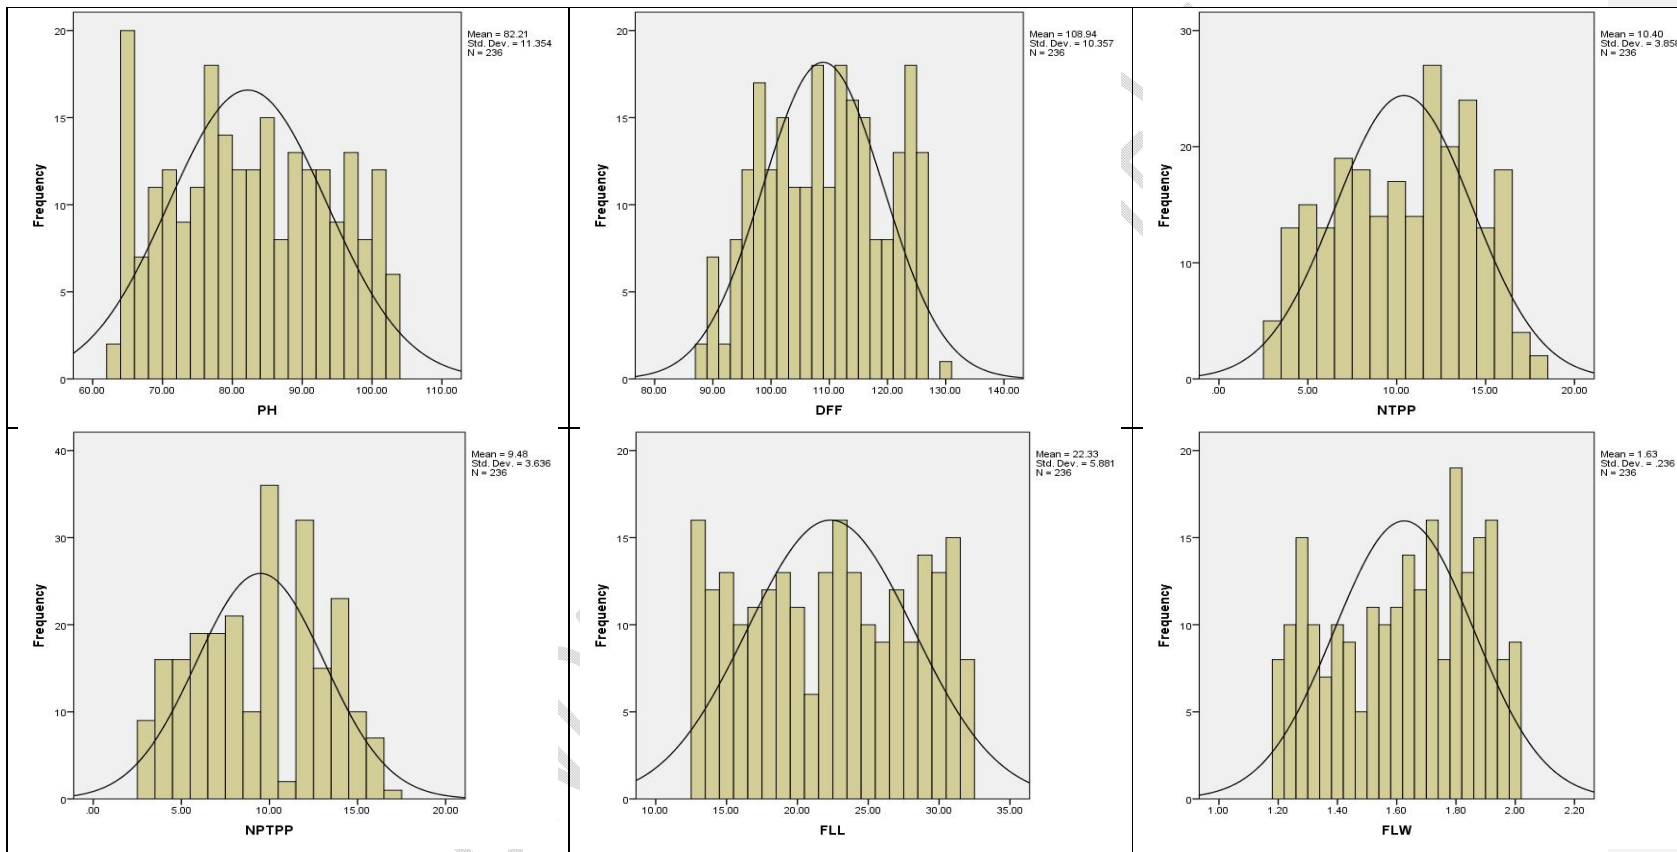 Mean = 82.21
Std. Dev. = 11.354
N = 236
Frequency
20
15
10
5
0
60.00 70.00 80.00 90.00 100.00 110.00
PH
Mean = 108.94
Std. Dev. = 10.357
N = 236
Frequency
20
15
10
5
0
80.00 90.00 100.00 110.00 120.00 130.00 140.00
DFF
Mean = 10.40
Std. Dev. = 3.858
N = 236
Frequency
30
20
10
0
.00 5.00 10.00 15.00 20.00
NTPP
Mean = 9.48
Std. Dev. = 3.636
N = 236
Frequency
40
30
20
10
0
.00 5.00 10.00 15.00 20.00
NPTPP
Mean = 22.33
Std. Dev. = 5.881
N = 236
Frequency
20
15
10
5
0
10.00 15.00 20.00 25.00 30.00 35.00
FLL
Mean = 1.63
Std. Dev. = .236
N = 236
Frequency
20
15
10
5
0
1.00 1.20 1.40 1.60 1.80 2.00 2.20
FLW